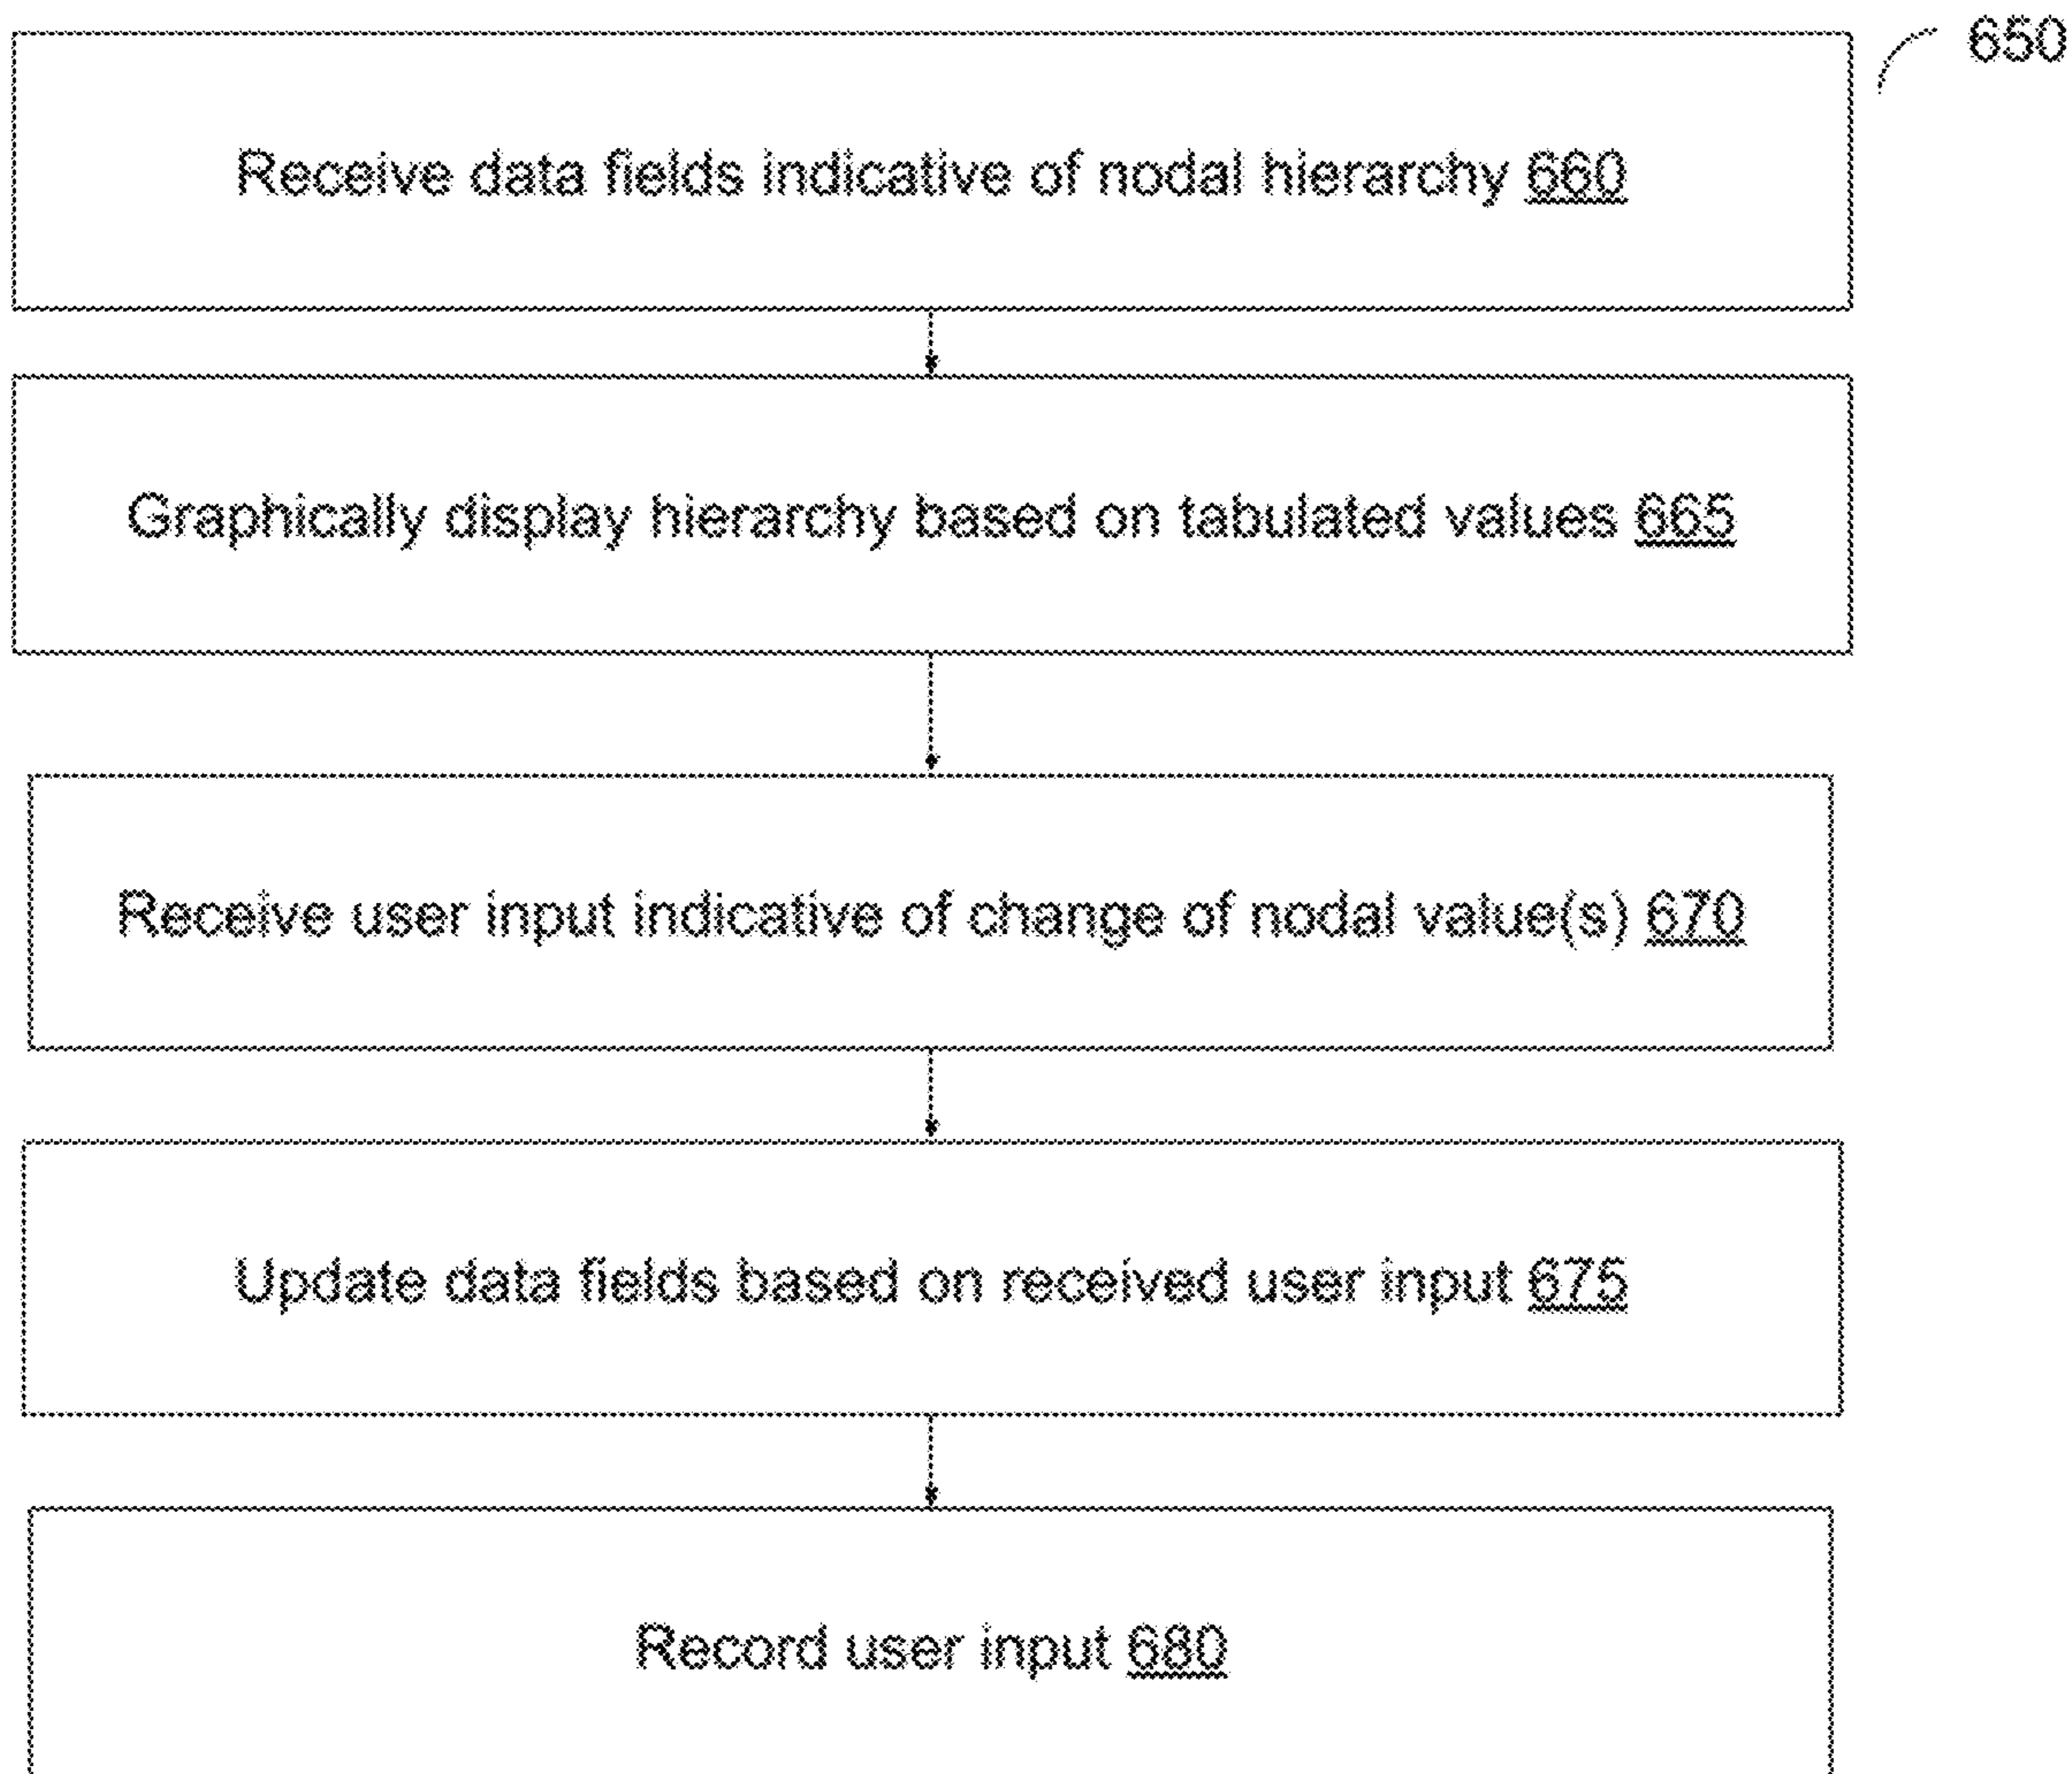 650
Receive data fields indicative of nodal hierarchy 660
Graphically display hierarchy based on tabulated values 665
Receive user input indicative of change of nodal value(s) 670
Update data fields based on received user input 675
Record user input 680